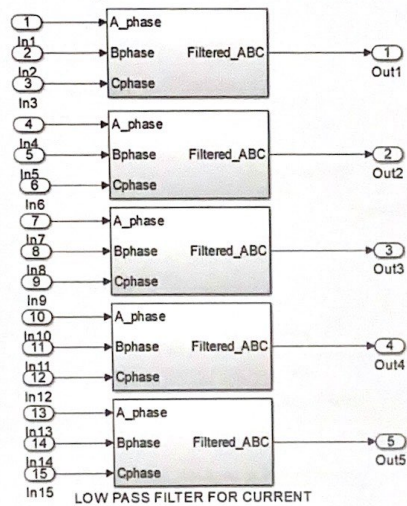 1
A_phase
In1
2
Bphase
Filtered_ABC
1
In2
Out1
3
Cphase
In3
4
A_phase
In4
5
Bphase
Filtered_ABC
2
In5
Out2
6
Cphase
In6
7
A_phase
In7
8
Bphase
Filtered_ABC
3
In8
Out3
9
Cphase
In9
10
A_phase
In10
11
Bphase
Filtered_ABC
4
In11
Out4
12
Cphase
In12
13
A_phase
In13
14
Bphase
Filtered_ABC
5
In14
Out5
15
Cphase
In15
LOW PASS FILTER FOR CURRENT